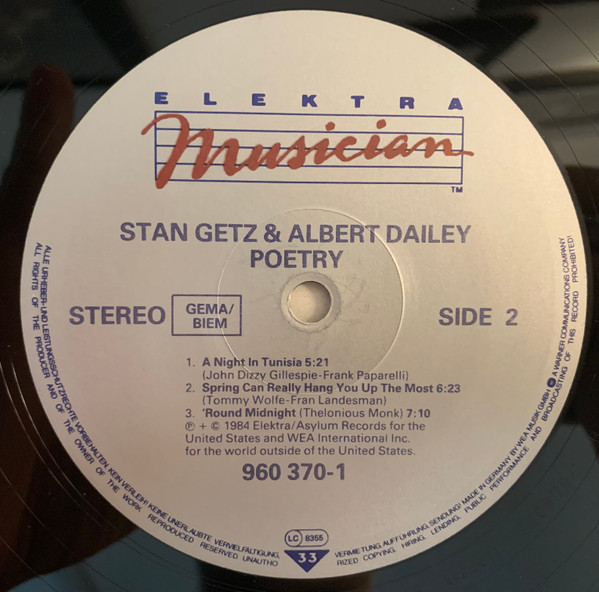 ELEKTRA
Musician
TM
STAN GETZ & ALBERT DAILEY
POETRY
STEREO
GEMA/
BIEM
SIDE 2
1. A Night In Tunisia 5:21
(John Dizzy Gillespie-Frank Paparelli)
2. Spring Can Really Hang You Up The Most 6:23
(Tommy Wolfe-Fran Landesman)
3. 'Round Midnight (Thelonious Monk) 7:10
℗ + © 1984 Elektra/Asylum Records for the
United States and WEA International Inc.
for the world outside of the United States.
960 370-1
LC 8355
33
ALLE URHEBER- UND LEISTUNGSSCHUTZRECHTE VORBEHALTEN. KEIN VERLEIH! KEINE UNERLAUBTE VERVIELFÄLTIGUNG, VERMIETUNG, AUFFÜHRUNG, SENDUNG! MADE IN GERMANY BY WEA MUSIK GMBH A WARNER COMMUNICATIONS COMPANY
ALL RIGHTS OF THE PRODUCER AND OF THE OWNER OF THE WORK REPRODUCED RESERVED. UNAUTHORIZED COPYING, HIRING, LENDING, PUBLIC PERFORMANCE AND BROADCASTING OF THIS RECORD PROHIBITED!